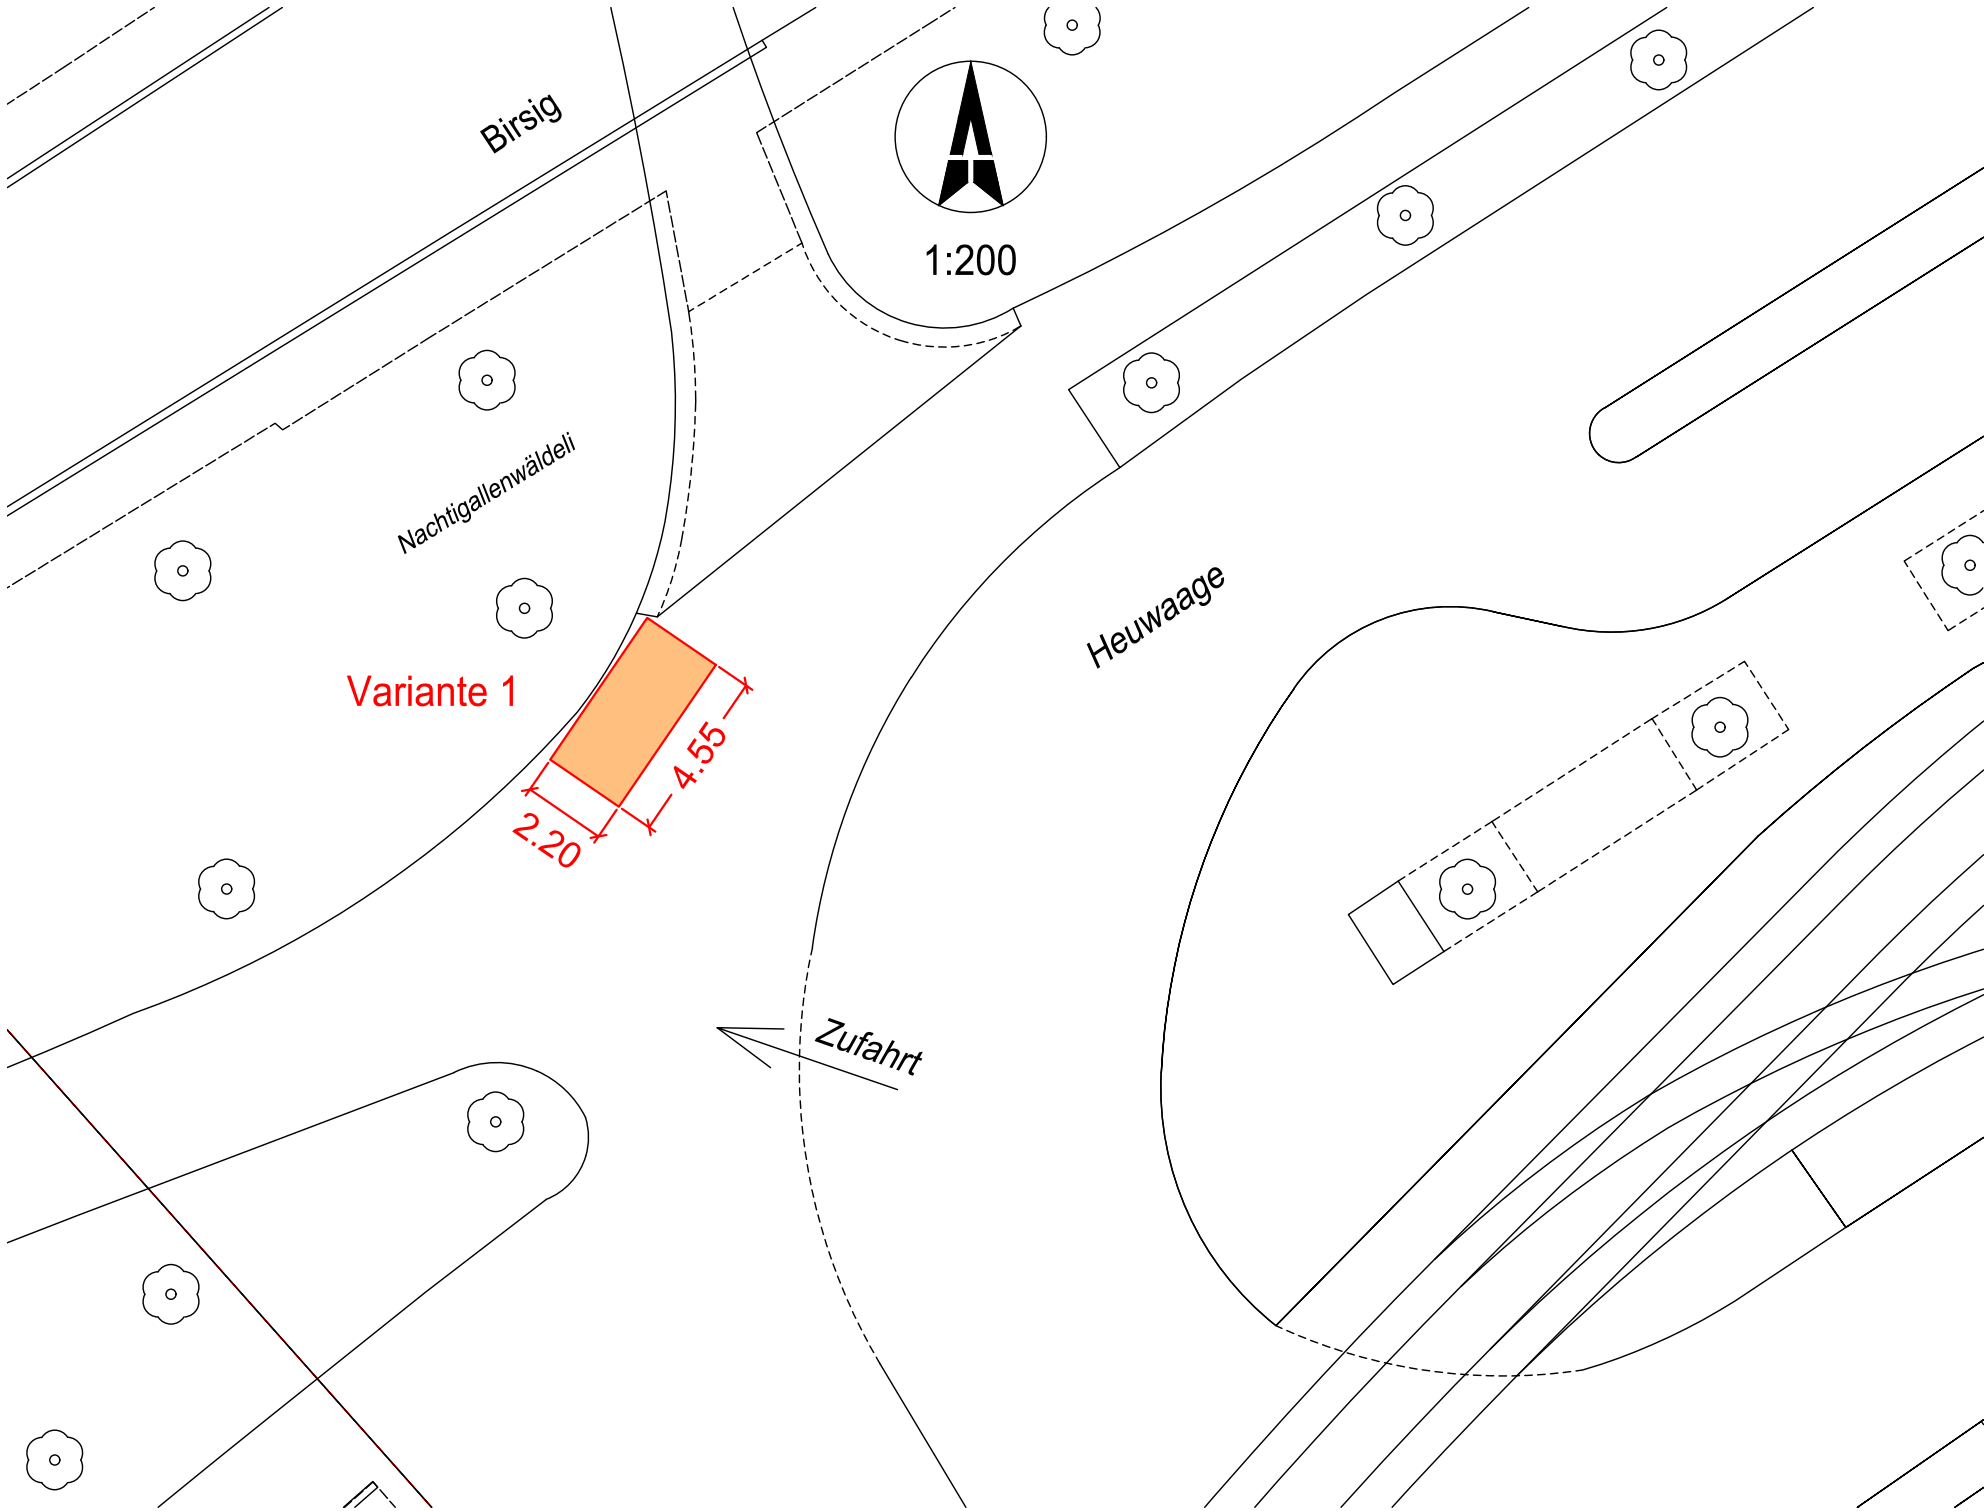 Birsig
1:200
Nachtigallenwäldeli
Heuwaage
Variante 1
4.55
2.20
Zufahrt